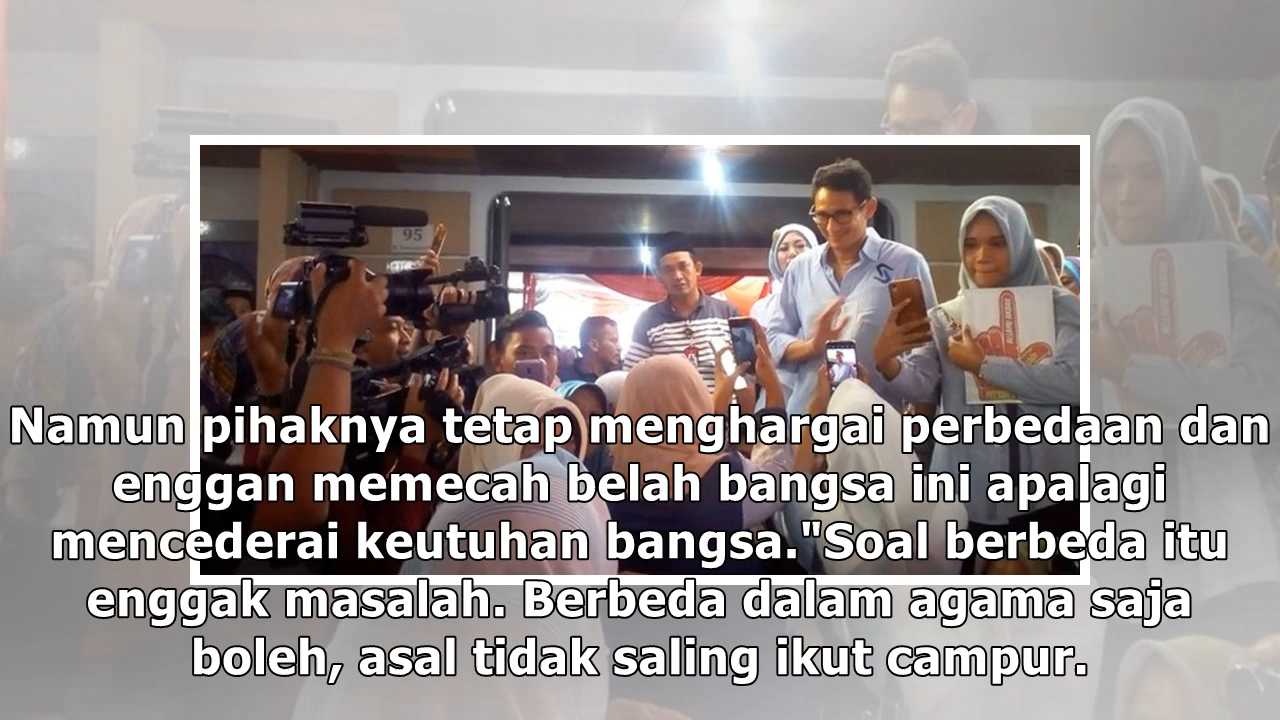 95
Namun pihaknya tetap menghargai perbedaan dan
enggan memecah belah bangsa ini apalagi
mencederai keutuhan bangsa."Soal berbeda itu
enggak masalah. Berbeda dalam agama saja
boleh, asal tidak saling ikut campur.